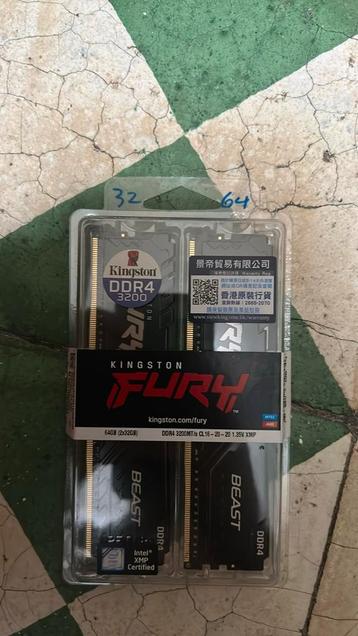 32
64
Kingston
DDR4
3200
景帝貿易有限公司
香港原裝行貨
KINGSTON
FURY
kingston.com/fury
64GB (2x32GB)
DDR4 3200MT/s CL16-20-20 1.35V XMP
BEAST
DDR4
BEAST
DDR4
Intel®
XMP
Certified